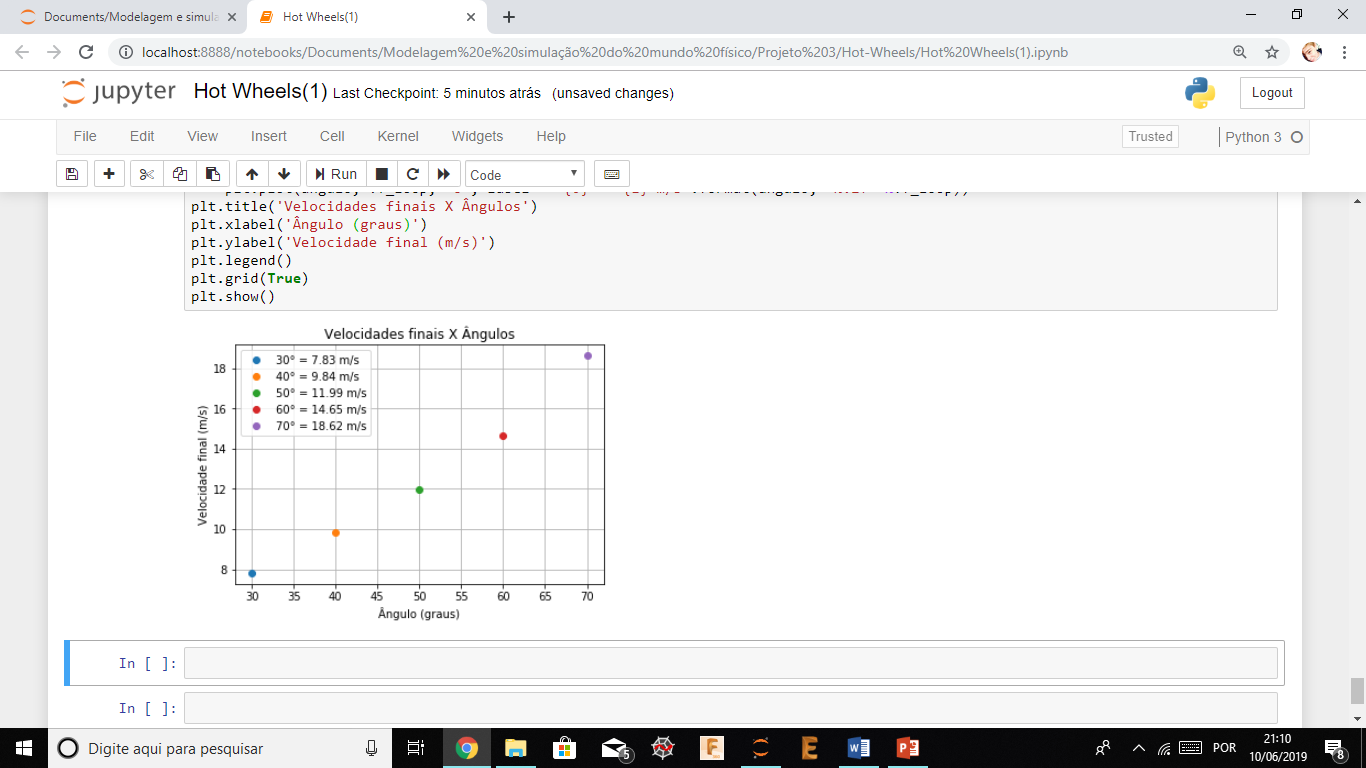 Documents/Modelagem e simula
Hot Wheels(1)
localhost:8888/notebooks/Documents/Modelagem%20e%20simulação%20do%20mundo%20físico/Projeto%203/Hot-Wheels/Hot%20Wheels(1).ipynb
jupyter Hot Wheels(1) Last Checkpoint: 5 minutos atrás (unsaved changes)
Logout
File Edit View Insert Cell Kernel Widgets Help
Trusted
Python 3
Run
Code
plt.title('Velocidades finais X Ângulos')
plt.xlabel('Ângulo (graus)')
plt.ylabel('Velocidade final (m/s)')
plt.legend()
plt.grid(True)
plt.show()
Velocidades finais X Ângulos
30° = 7.83 m/s
40° = 9.84 m/s
50° = 11.99 m/s
60° = 14.65 m/s
70° = 18.62 m/s
18
16
14
12
10
8
Velocidade final (m/s)
30 35 40 45 50 55 60 65 70
Ângulo (graus)
In [ ]:
In [ ]:
Digite aqui para pesquisar
5
POR
21:10
10/06/2019
8